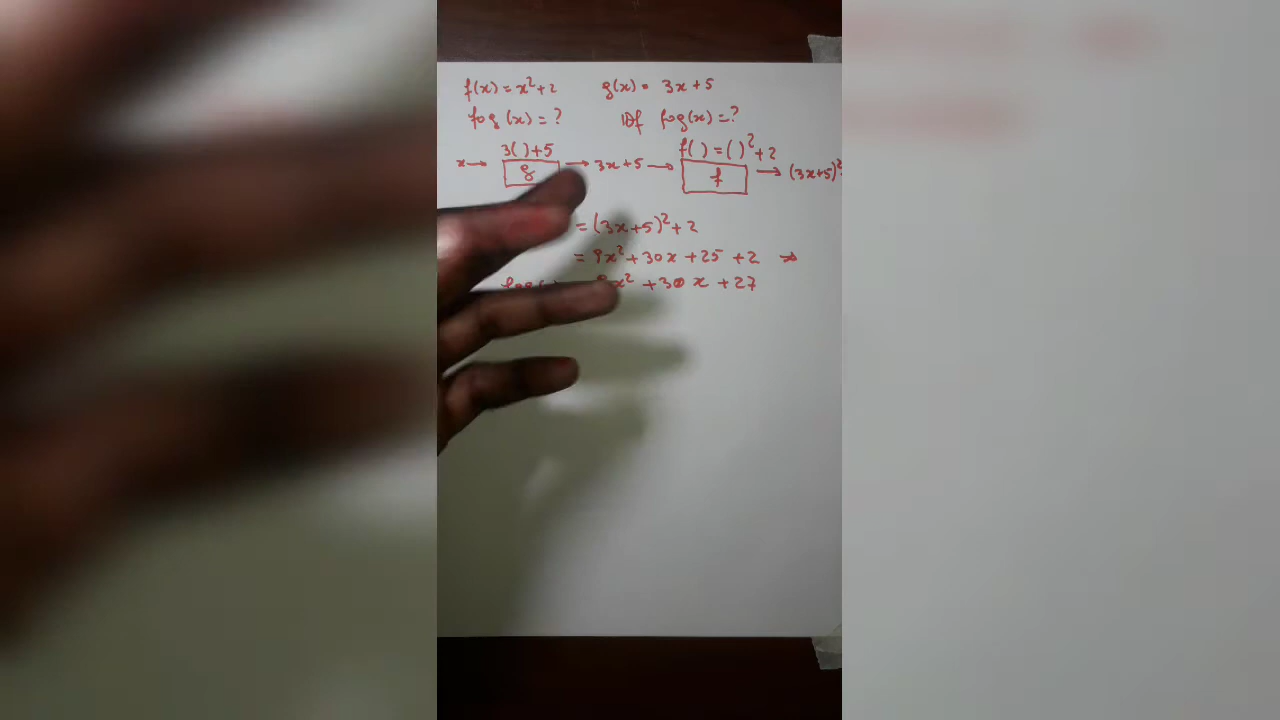 f(x) = x²+2 g(x) = 3x+5
fog(x) = ? Df fog(x) = ?
3( )+5 f( ) = ( )²+2
x → g → 3x+5 → f → (3x+5)²
= (3x+5)²+2
= 9x²+30x+25+2 ⇒
x²+30x+27